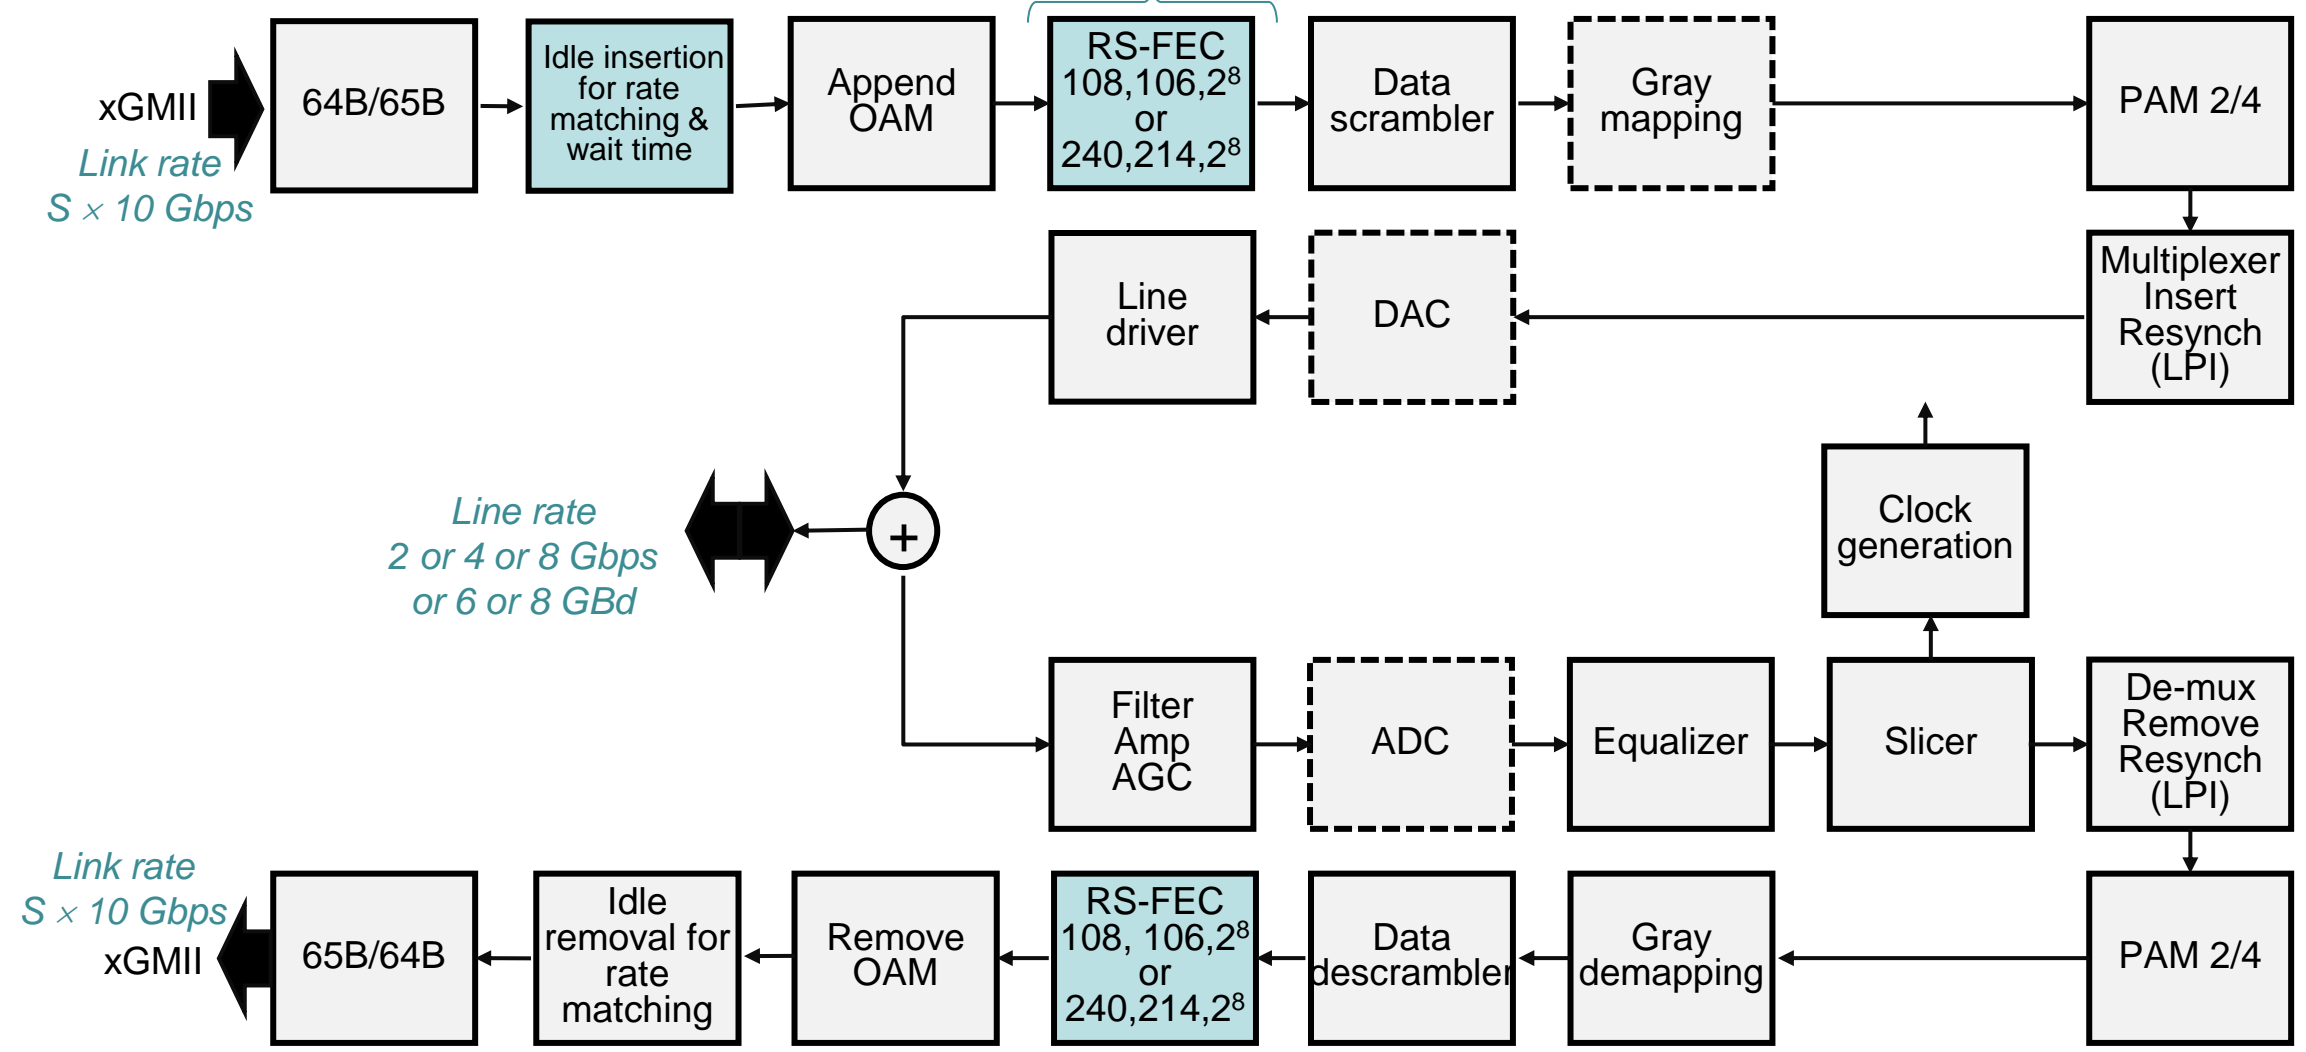 xGMII
Link rate
S × 10 Gbps
64B/65B
Idle insertion
for rate
matching &
wait time
Append
OAM
RS-FEC
108,106,2⁸
or
240,214,2⁸
Data
scrambler
Gray
mapping
PAM 2/4
Line
driver
DAC
Multiplexer
Insert
Resynch
(LPI)
Line rate
2 or 4 or 8 Gbps
or 6 or 8 GBd
+
Clock
generation
Filter
Amp
AGC
ADC
Equalizer
Slicer
De-mux
Remove
Resynch
(LPI)
Link rate
S × 10 Gbps
xGMII
65B/64B
Idle
removal for
rate
matching
Remove
OAM
RS-FEC
108, 106,2⁸
or
240,214,2⁸
Data
descrambler
Gray
demapping
PAM 2/4